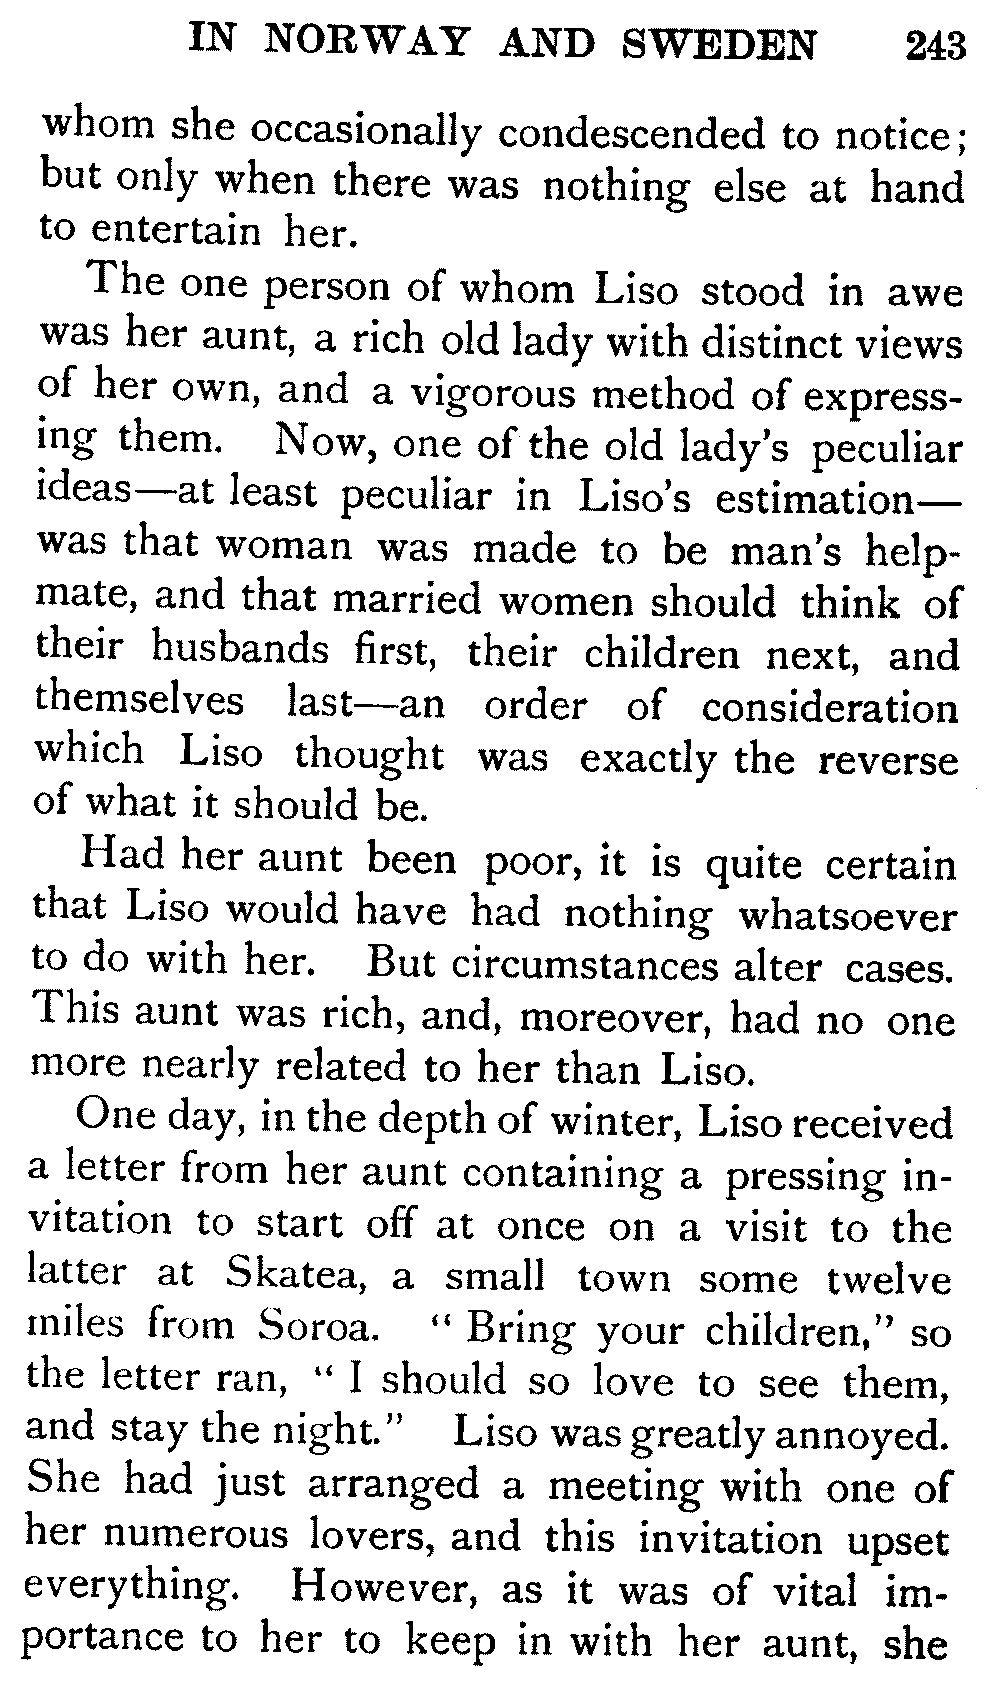 IN NORWAY AND SWEDEN 243
whom she occasionally condescended to notice;
but only when there was nothing else at hand
to entertain her.
The one person of whom Liso stood in awe
was her aunt, a rich old lady with distinct views
of her own, and a vigorous method of express-
ing them. Now, one of the old lady's peculiar
ideas—at least peculiar in Liso's estimation—
was that woman was made to be man's help-
mate, and that married women should think of
their husbands first, their children next, and
themselves last—an order of consideration
which Liso thought was exactly the reverse
of what it should be.
Had her aunt been poor, it is quite certain
that Liso would have had nothing whatsoever
to do with her. But circumstances alter cases.
This aunt was rich, and, moreover, had no one
more nearly related to her than Liso.
One day, in the depth of winter, Liso received
a letter from her aunt containing a pressing in-
vitation to start off at once on a visit to the
latter at Skatea, a small town some twelve
miles from Soroa. "Bring your children," so
the letter ran, "I should so love to see them,
and stay the night." Liso was greatly annoyed.
She had just arranged a meeting with one of
her numerous lovers, and this invitation upset
everything. However, as it was of vital im-
portance to her to keep in with her aunt, she